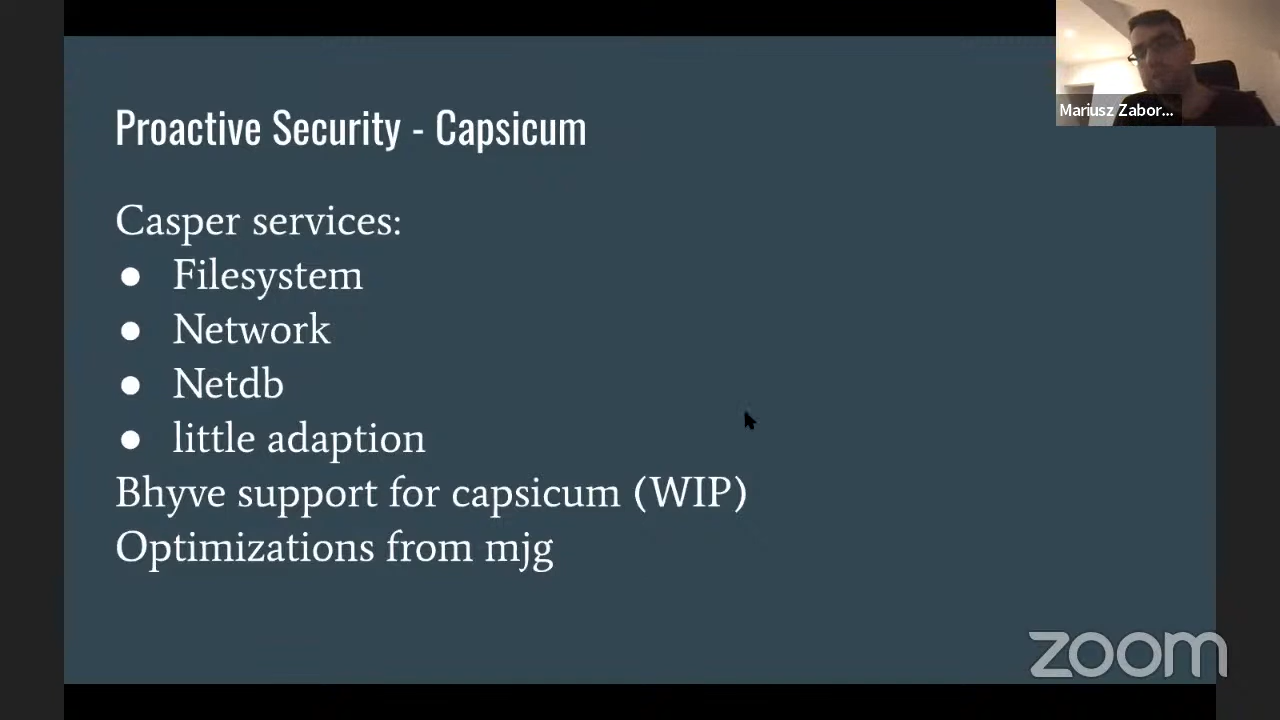 Proactive Security - Capsicum
Mariusz Zabor...
Casper services:
● Filesystem
● Network
● Netdb
● little adaption
Bhyve support for capsicum (WIP)
Optimizations from mjg
zoom